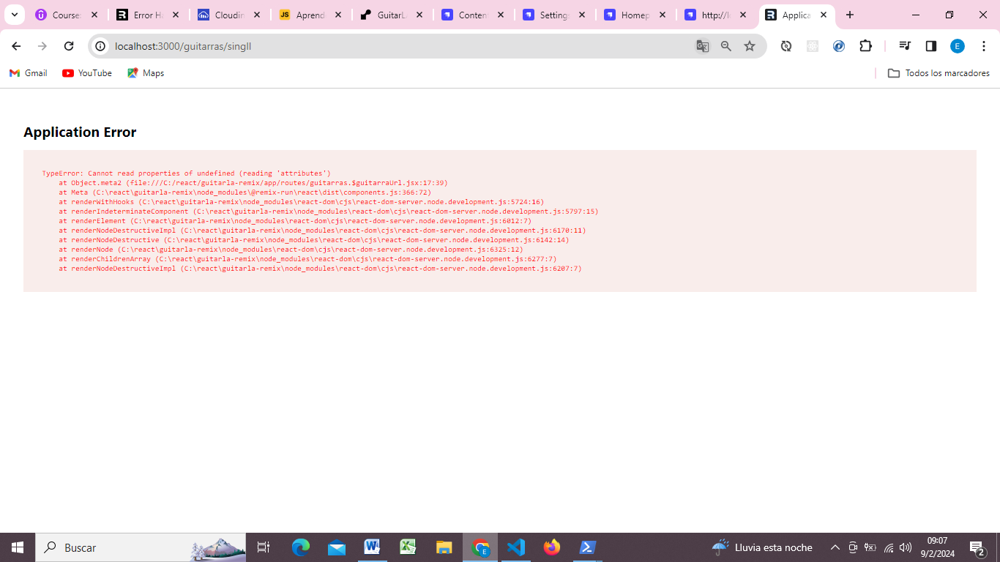 Course
Error Ha
Cloudin
JS
Aprend
GuitarL
Conten
Setting
Homep
http://l
Applica
localhost:3000/guitarras/singll
E
Gmail
YouTube
Maps
Todos los marcadores
Application Error
TypeError: Cannot read properties of undefined (reading 'attributes')
at Object.meta2 (file:///C:/react/guitarla-remix/app/routes/guitarras.$guitarraUrl.jsx:17:39)
at Meta (C:\react\guitarla-remix\node_modules\@remix-run\react\dist\components.js:366:72)
at renderWithHooks (C:\react\guitarla-remix\node_modules\react-dom\cjs\react-dom-server.node.development.js:5724:16)
at renderIndeterminateComponent (C:\react\guitarla-remix\node_modules\react-dom\cjs\react-dom-server.node.development.js:5797:15)
at renderElement (C:\react\guitarla-remix\node_modules\react-dom\cjs\react-dom-server.node.development.js:6012:7)
at renderNodeDestructiveImpl (C:\react\guitarla-remix\node_modules\react-dom\cjs\react-dom-server.node.development.js:6170:11)
at renderNodeDestructive (C:\react\guitarla-remix\node_modules\react-dom\cjs\react-dom-server.node.development.js:6142:14)
at renderNode (C:\react\guitarla-remix\node_modules\react-dom\cjs\react-dom-server.node.development.js:6325:12)
at renderChildrenArray (C:\react\guitarla-remix\node_modules\react-dom\cjs\react-dom-server.node.development.js:6277:7)
at renderNodeDestructiveImpl (C:\react\guitarla-remix\node_modules\react-dom\cjs\react-dom-server.node.development.js:6207:7)
Buscar
Lluvia esta noche
09:07
9/2/2024
2